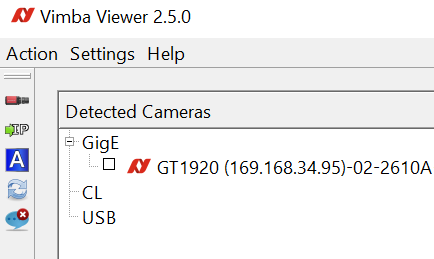 Vimba Viewer 2.5.0
Action Settings Help
IP
Detected Cameras
GigE
A
GT1920 (169.168.34.95)-02-2610A
CL
USB